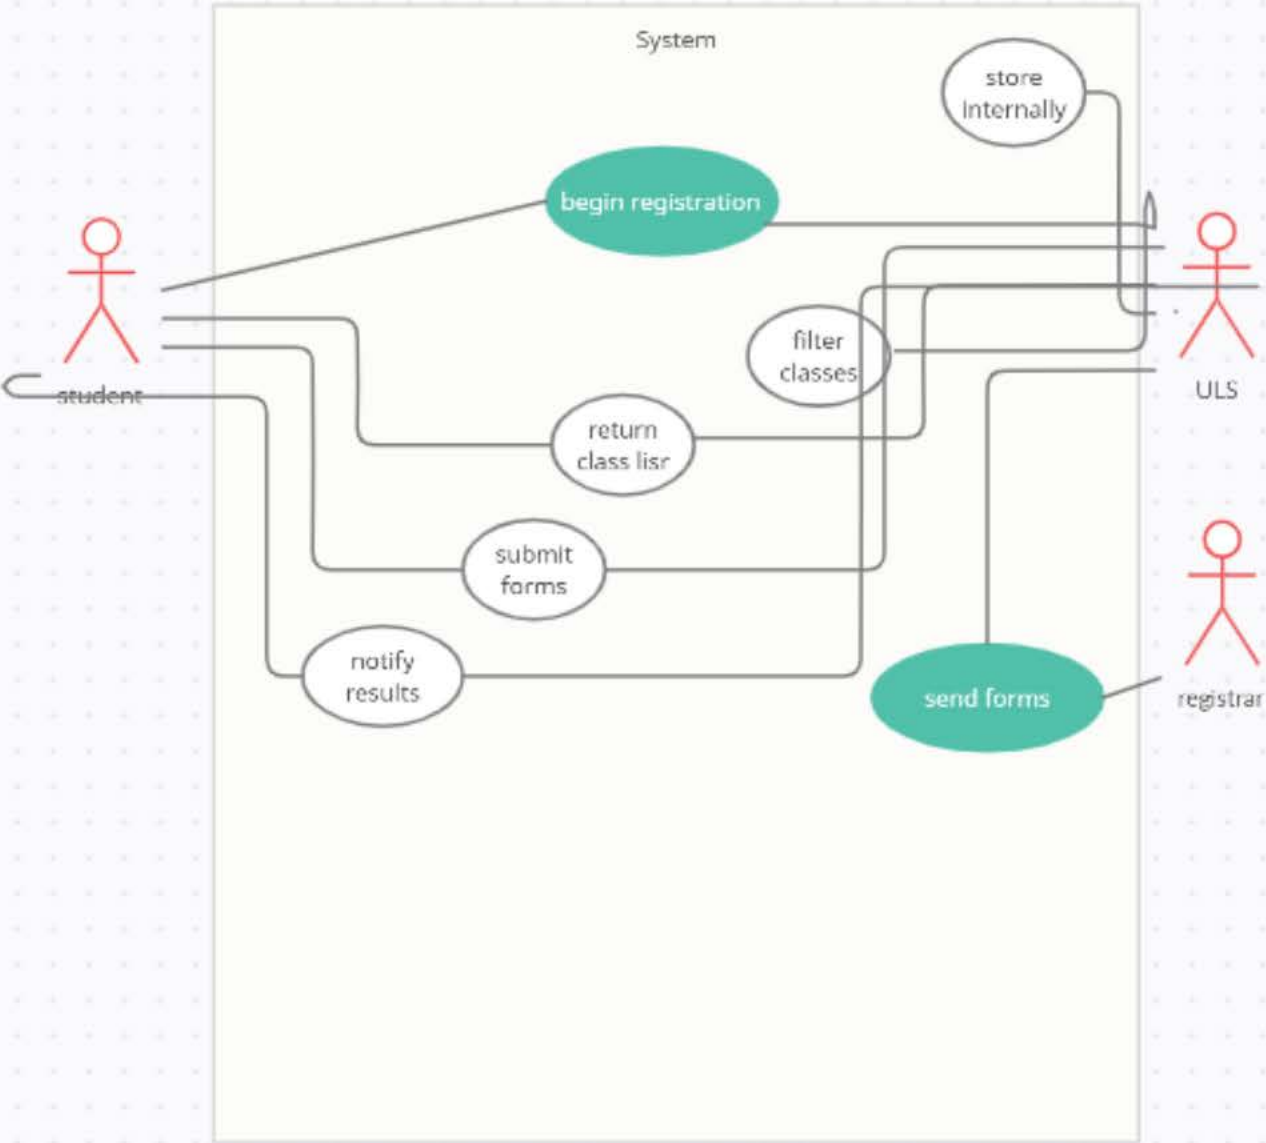 System
store
internally
begin registration
student
filter
classes
ULS
return
class lisr
submit
forms
notify
results
send forms
registrar